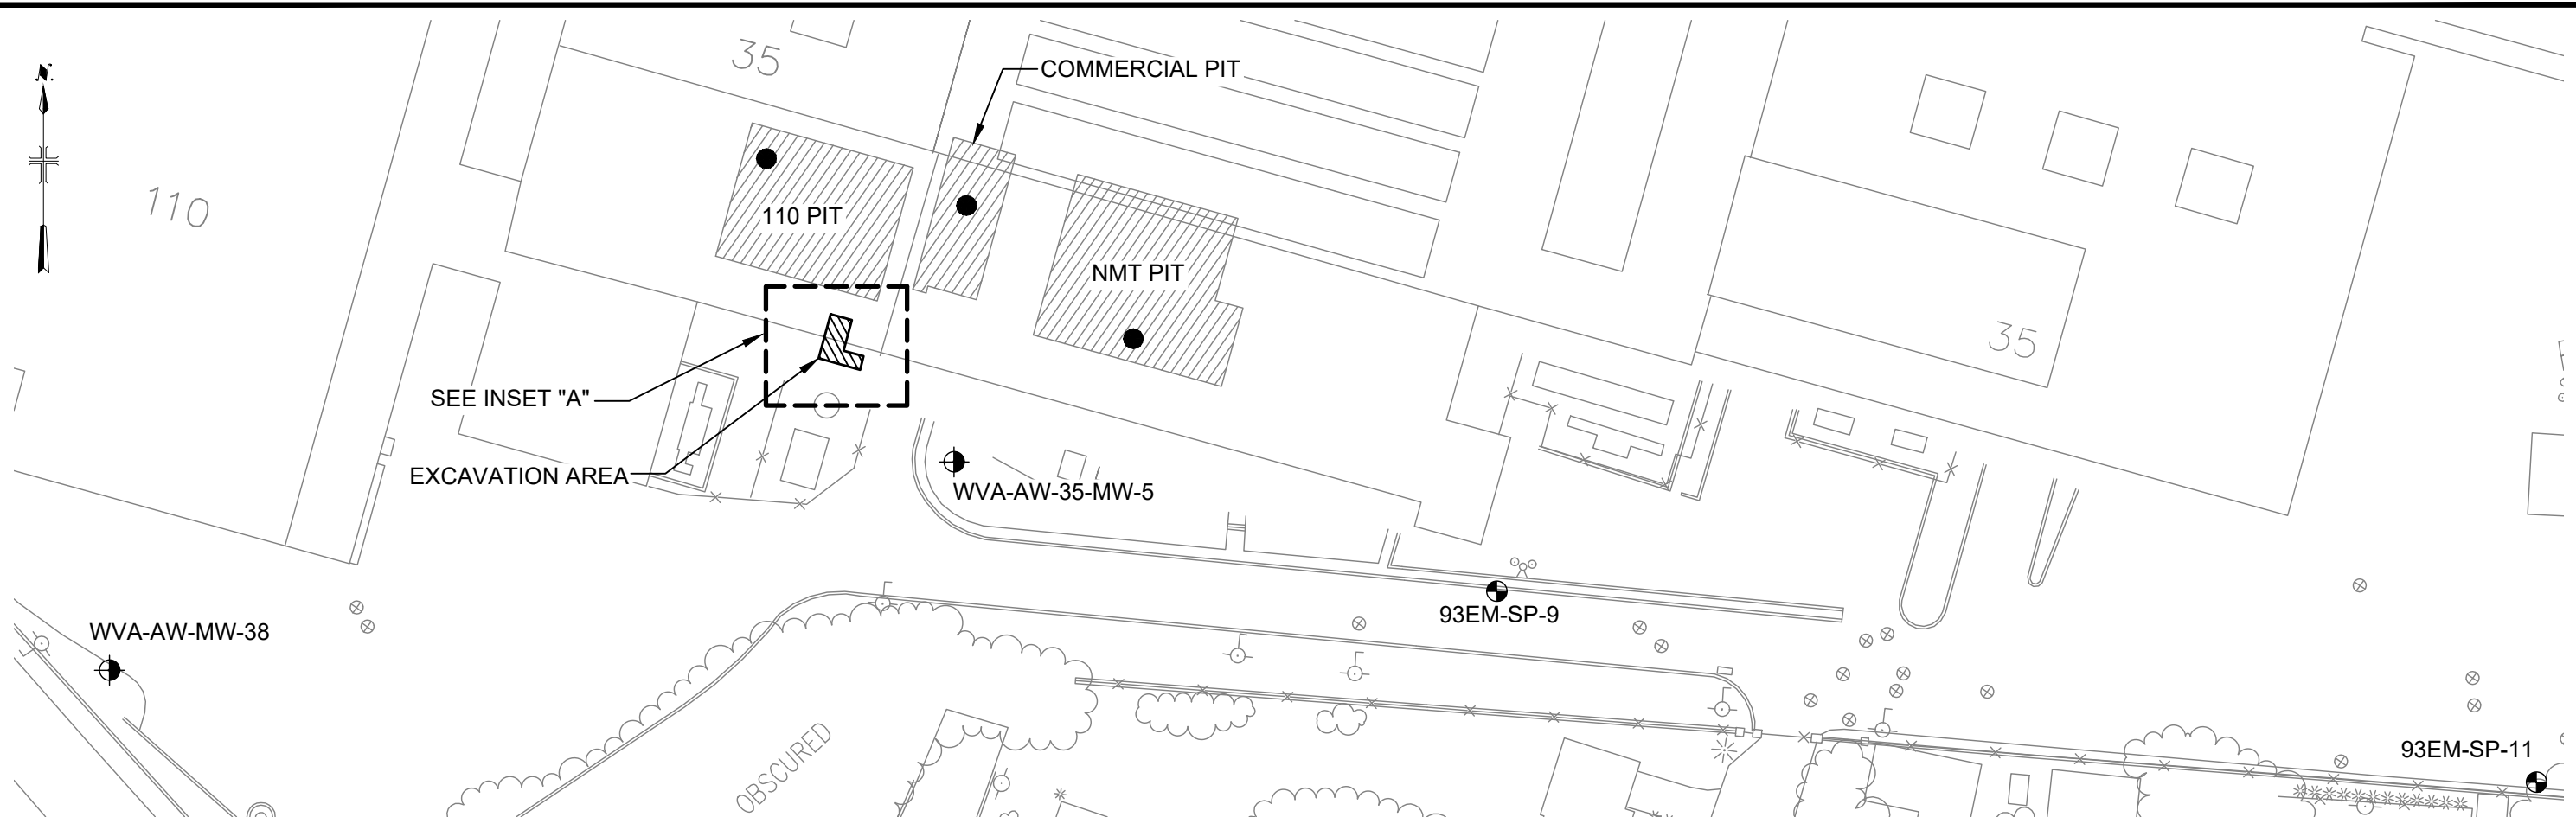 35
COMMERCIAL PIT
N.
110
110 PIT
NMT PIT
35
SEE INSET "A"
EXCAVATION AREA
WVA-AW-35-MW-5
93EM-SP-9
WVA-AW-MW-38
OBSCURED
93EM-SP-11